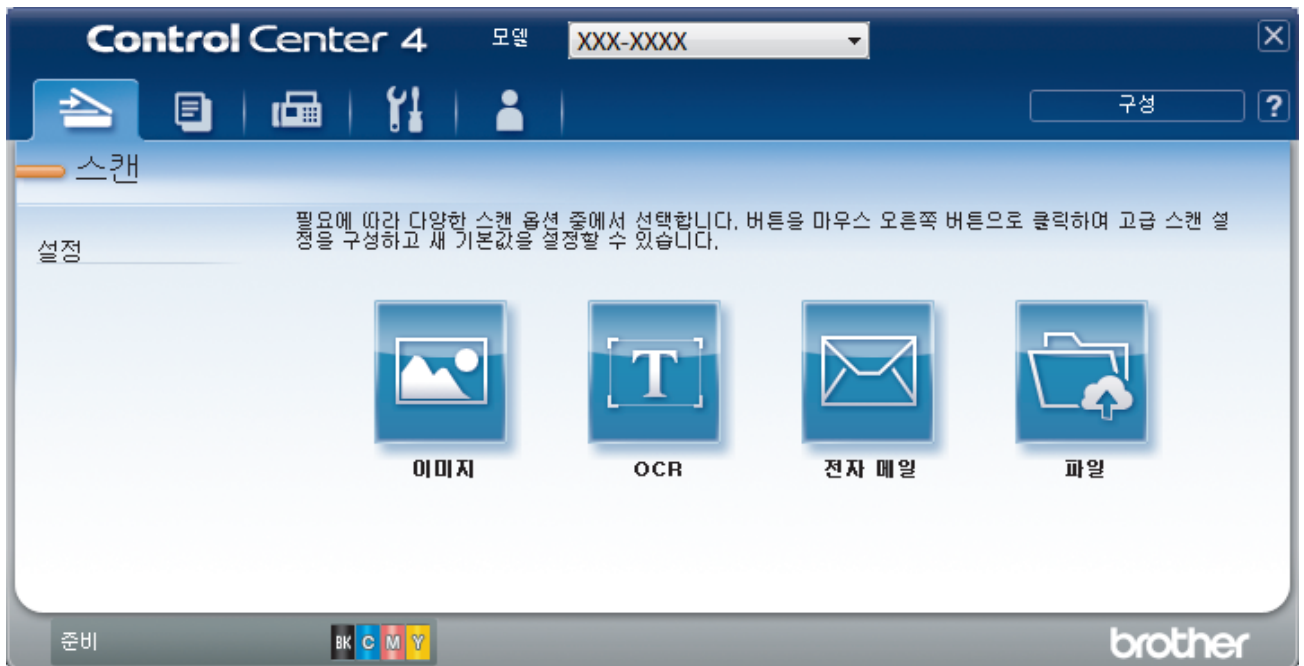 ControlCenter 4 모델 XXX-XXXX
구성 ?
스캔
필요에 따라 다양한 스캔 옵션 중에서 선택합니다. 버튼을 마우스 오른쪽 버튼으로 클릭하여 고급 스캔 설
정을 구성하고 새 기본값을 설정할 수 있습니다.
설정
T
이미지 OCR 전자 메일 파일
준비 BK C M Y brother